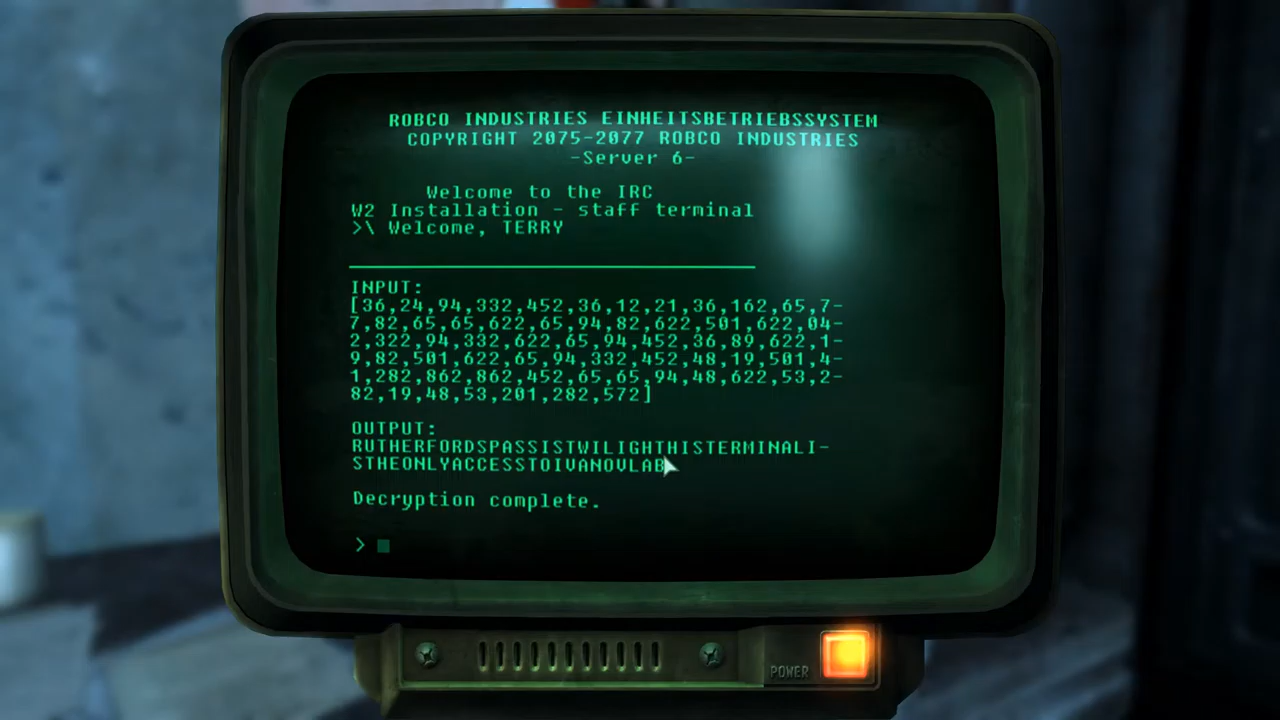 ROBCO INDUSTRIES EINHEITSBETRIEBSSYSTEM
COPYRIGHT 2075-2077 ROBCO INDUSTRIES
-Server 6-
Welcome to the IRC
W2 Installation - staff terminal
>\ Welcome, TERRY
INPUT:
[36,24,94,332,452,36,12,21,36,162,65,7-
7,82,65,65,622,65,94,82,622,501,622,04-
2,322,94,332,622,65,94,452,36,89,622,1-
9,82,501,622,65,94,332,452,48,19,501,4-
1,282,862,862,452,65,65,94,48,622,53,2-
82,19,48,53,201,282,572]
OUTPUT:
RUTHERFORDSPASSISTWILIGHTHISTERMINALI-
STHEONLYACCESSTOIVANOVLAB
Decryption complete.
>
POWER